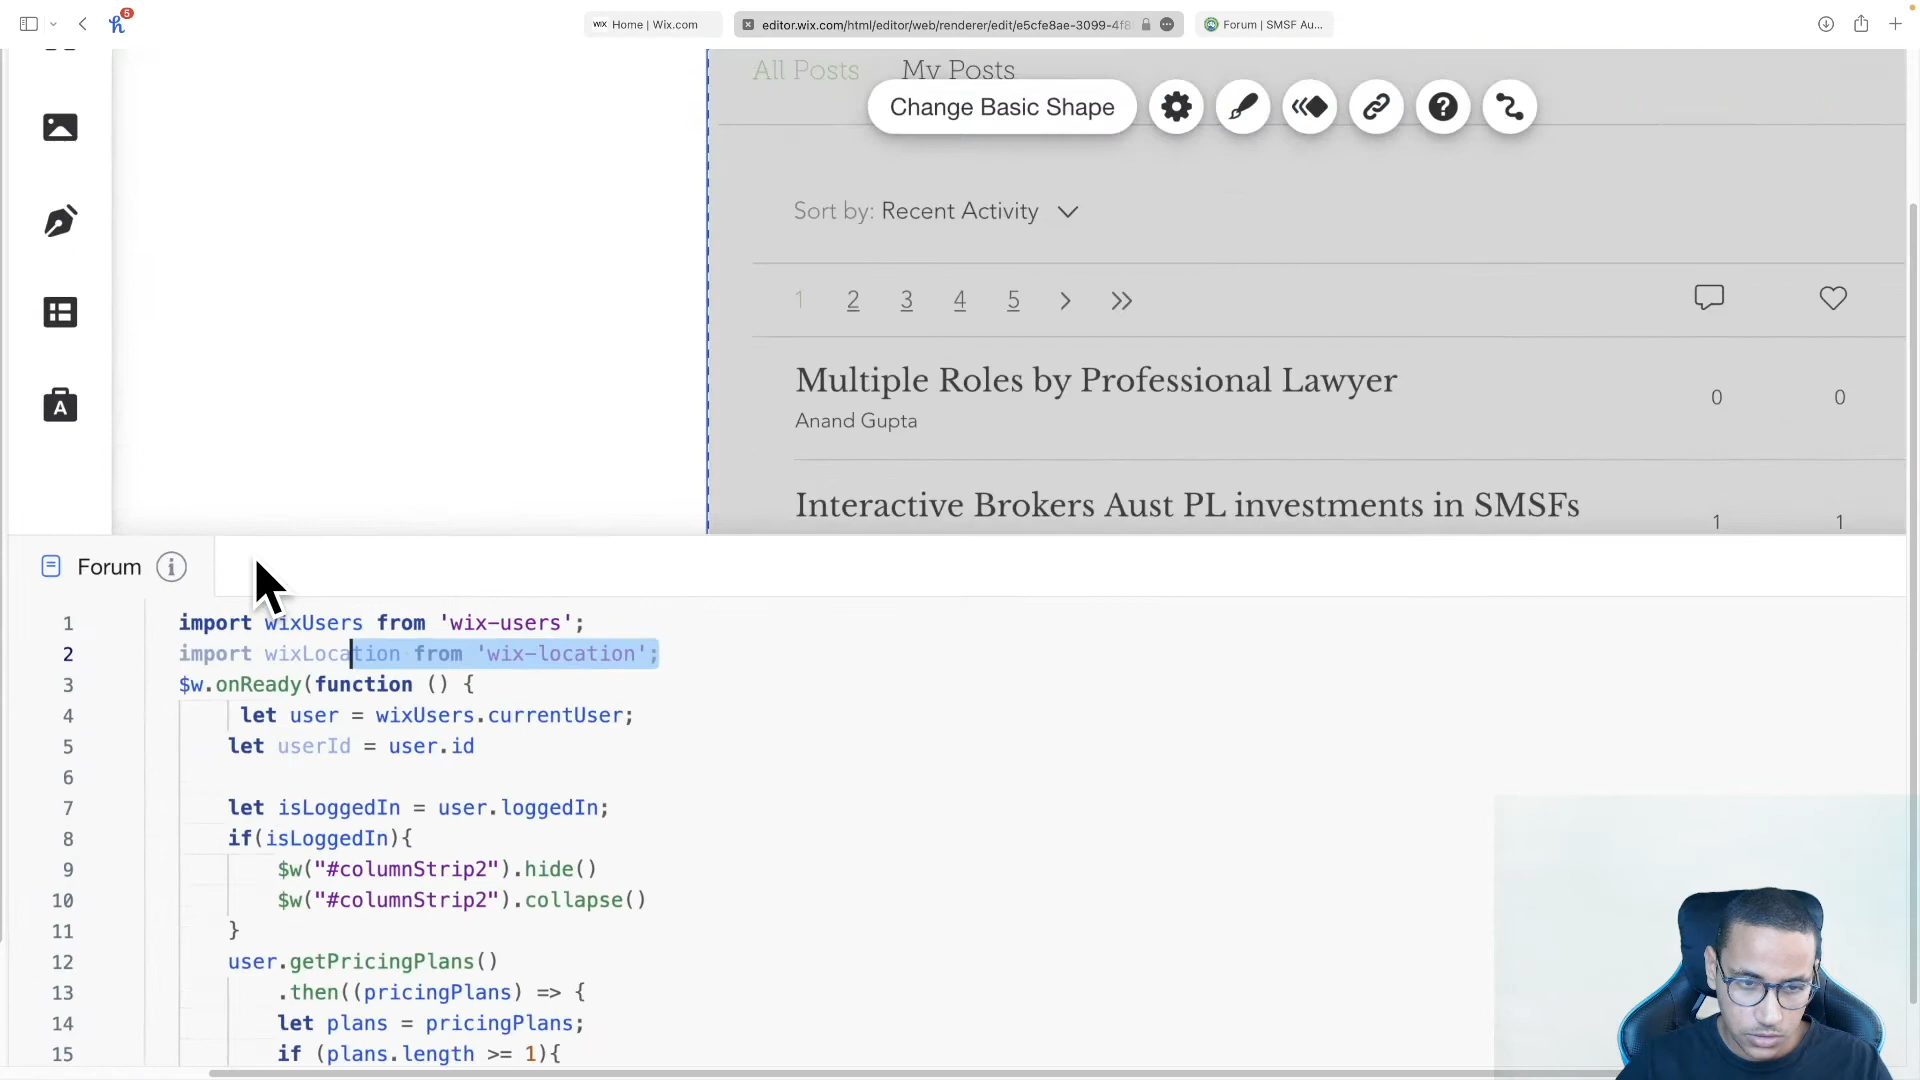 5
WIX Home | Wix.com
editor.wix.com/html/editor/web/renderer/edit/e5cfe8ae-3099-4f8
Forum | SMSF Au...
All Posts My Posts
Change Basic Shape
Sort by: Recent Activity
1 2 3 4 5
Multiple Roles by Professional Lawyer
0 0
Anand Gupta
Interactive Brokers Aust PL investments in SMSFs
1 1
A
Forum
1 import wixUsers from 'wix-users';
2 import wixLocation from 'wix-location';
3 $w.onReady(function () {
4 let user = wixUsers.currentUser;
5 let userId = user.id
6
7 let isLoggedIn = user.loggedIn;
8 if(isLoggedIn){
9 $w("#columnStrip2").hide()
10 $w("#columnStrip2").collapse()
11 }
12 user.getPricingPlans()
13 .then((pricingPlans) => {
14 let plans = pricingPlans;
15 if (plans.length >= 1){